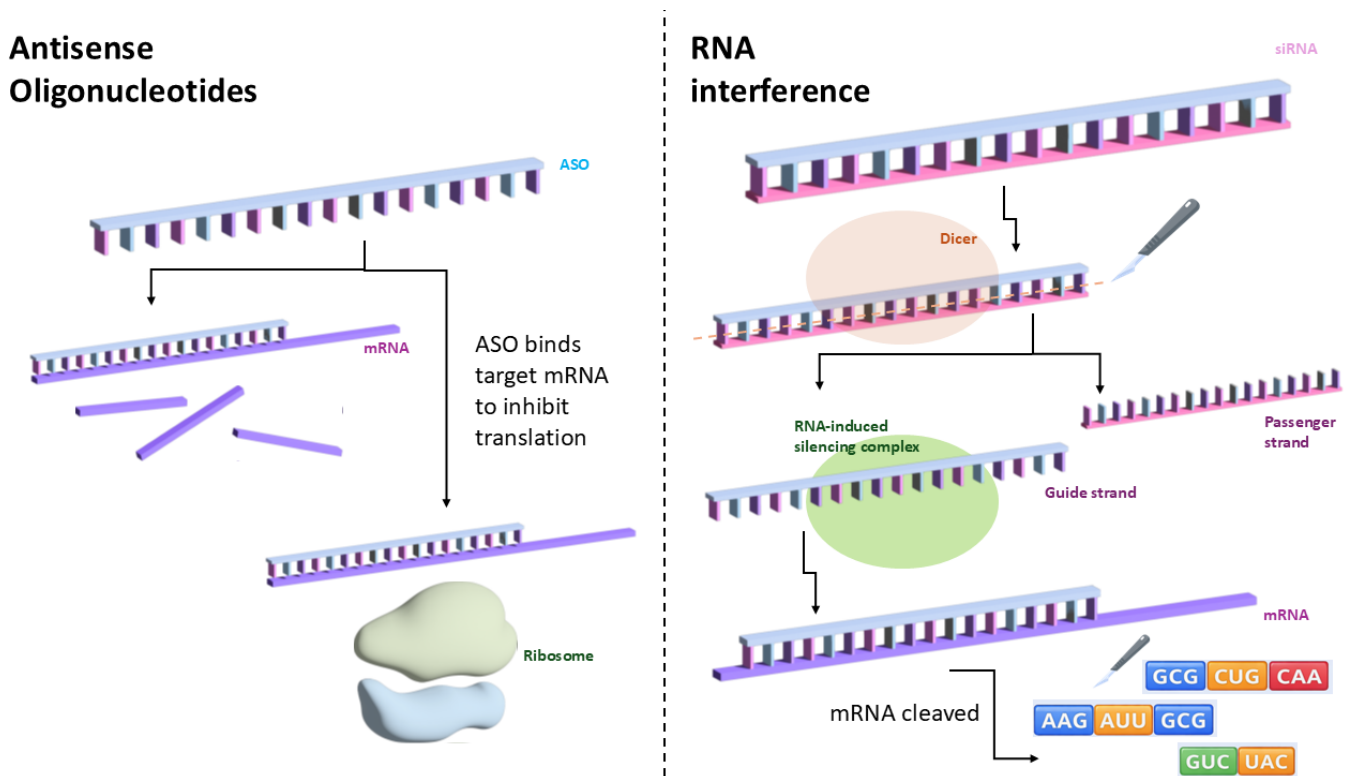 Antisense
Oligonucleotides
ASO
mRNA
ASO binds
target mRNA
to inhibit
translation
Ribosome
RNA
interference
siRNA
Dicer
RNA-induced
silencing complex
Passenger
strand
Guide strand
mRNA
mRNA cleaved
GCG CUG CAA
AAG AUU GCG
GUC UAC